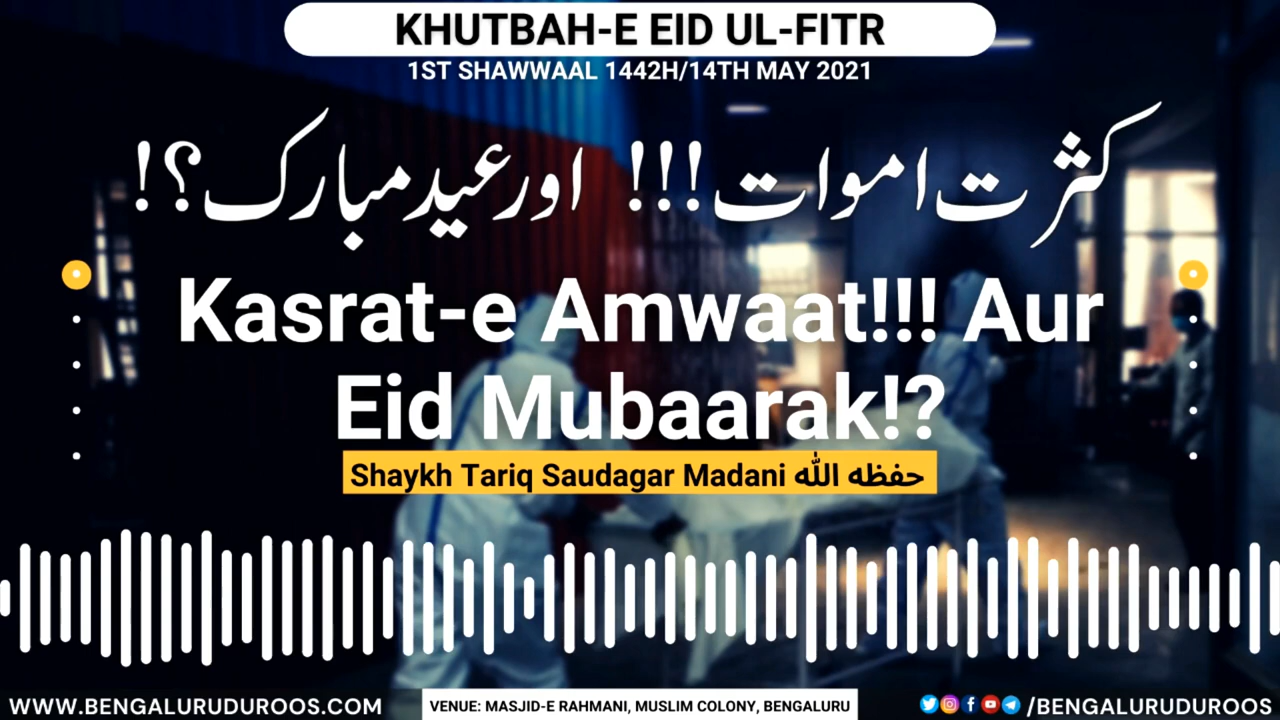 KHUTBAH-E EID UL-FITR
1ST SHAWWAAL 1442H/14TH MAY 2021
کثرت اموات!!! اور عید مبارک؟!
Kasrat-e Amwaat!!! Aur
Eid Mubaarak!?
Shaykh Tariq Saudagar Madani حفظه الله
WWW.BENGALURUDUROOS.COM
VENUE: MASJID-E RAHMANI, MUSLIM COLONY, BENGALURU
/BENGALURUDUROOS